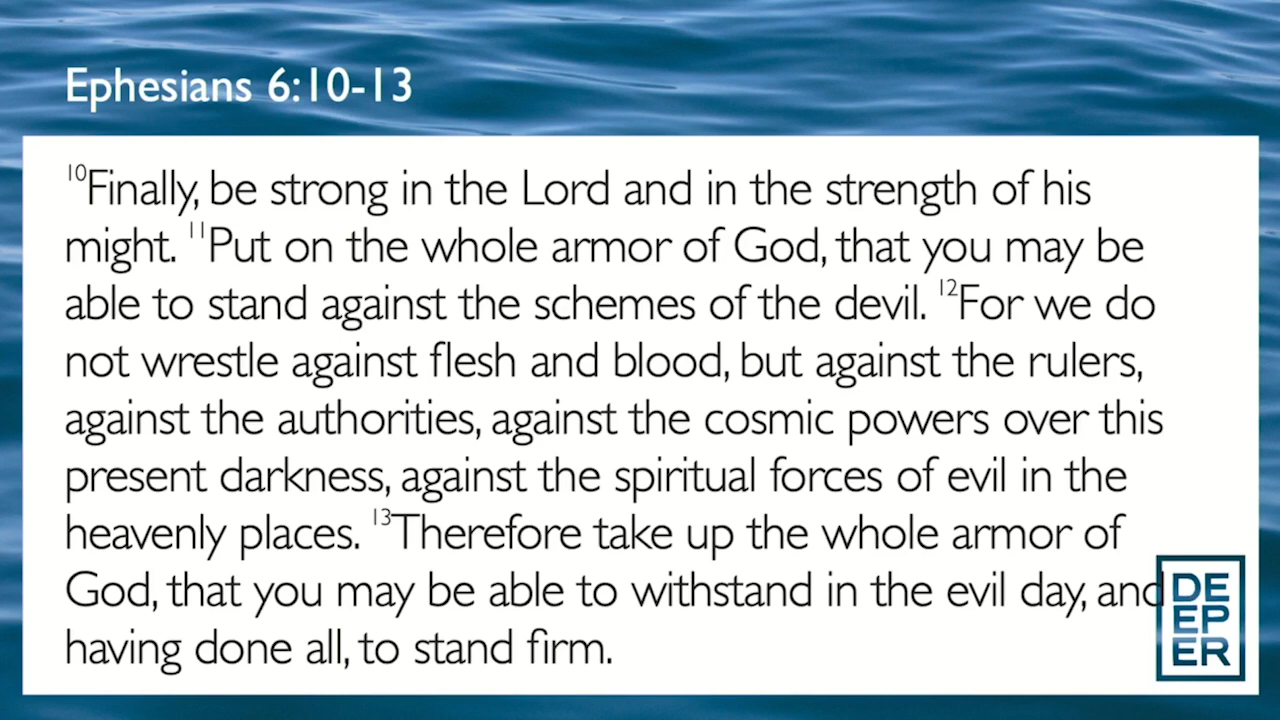 Ephesians 6:10-13
10Finally, be strong in the Lord and in the strength of his
might. 11Put on the whole armor of God, that you may be
able to stand against the schemes of the devil. 12For we do
not wrestle against flesh and blood, but against the rulers,
against the authorities, against the cosmic powers over this
present darkness, against the spiritual forces of evil in the
heavenly places. 13Therefore take up the whole armor of
God, that you may be able to withstand in the evil day, and
having done all, to stand firm.
DE
EP
ER